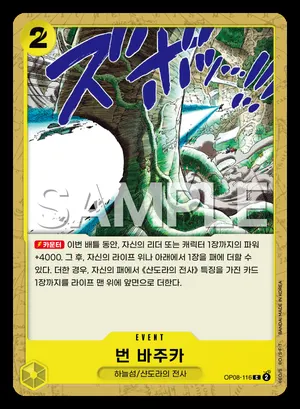 2
ズボッ
SAMPLE
카운터 이번 배틀 동안, 자신의 리더 또는 캐릭터 1장까지의 파워
+4000. 그 후, 자신의 라이프 위나 아래에서 1장을 패에 더할 수
있다. 더한 경우, 자신의 패에서 《샨도라의 전사》 특징을 가진 카드
1장까지를 라이프 맨 위에 앞면으로 더한다.
EVENT
번 바주카
하늘섬/샨도라의 전사
OP08-116 C 2